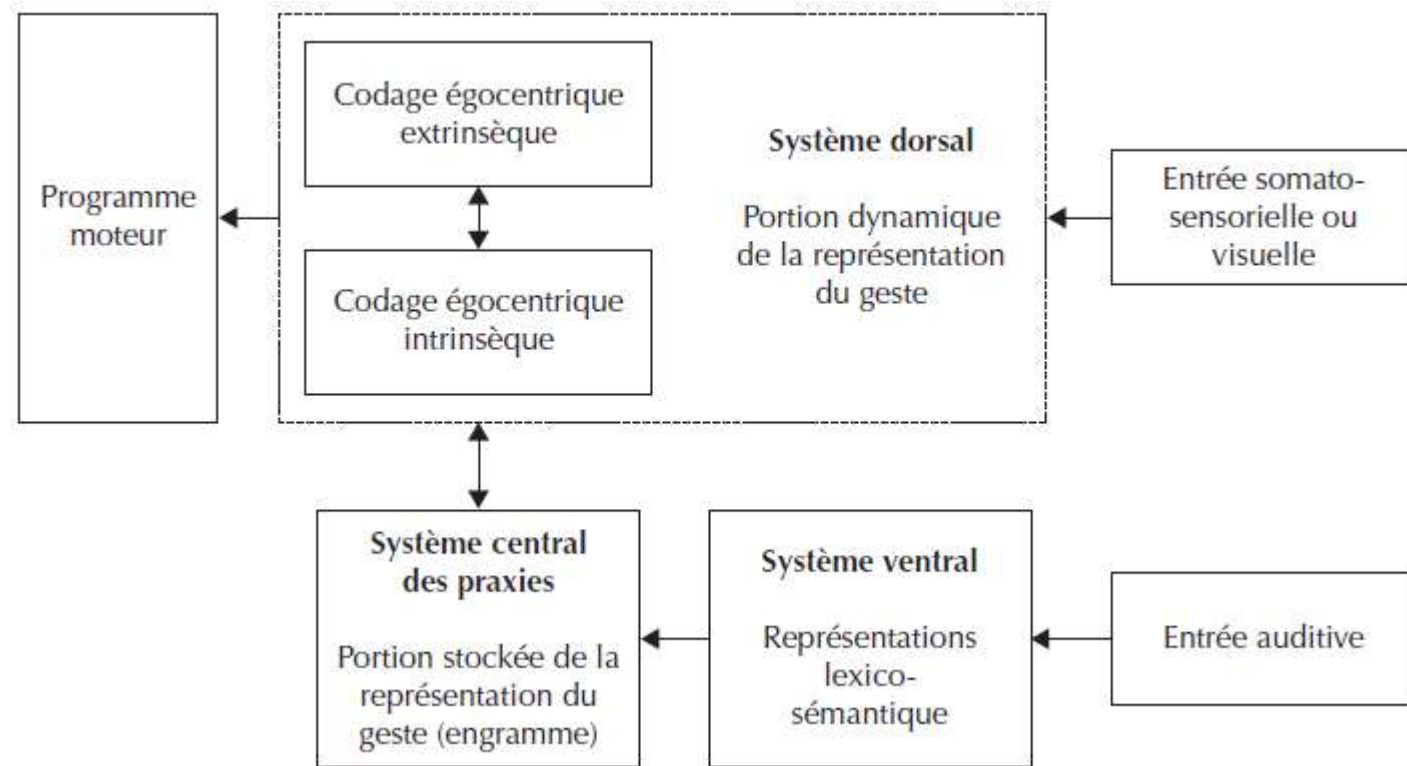 Programme
moteur
Codage égocentrique
extrinsèque
Codage égocentrique
intrinsèque
Système dorsal
Portion dynamique
de la représentation
du geste
Entrée somato-
sensorielle ou
visuelle
Système central
des praxies
Portion stockée de la
représentation du
geste (engramme)
Système ventral
Représentations
lexico-
sémantique
Entrée auditive